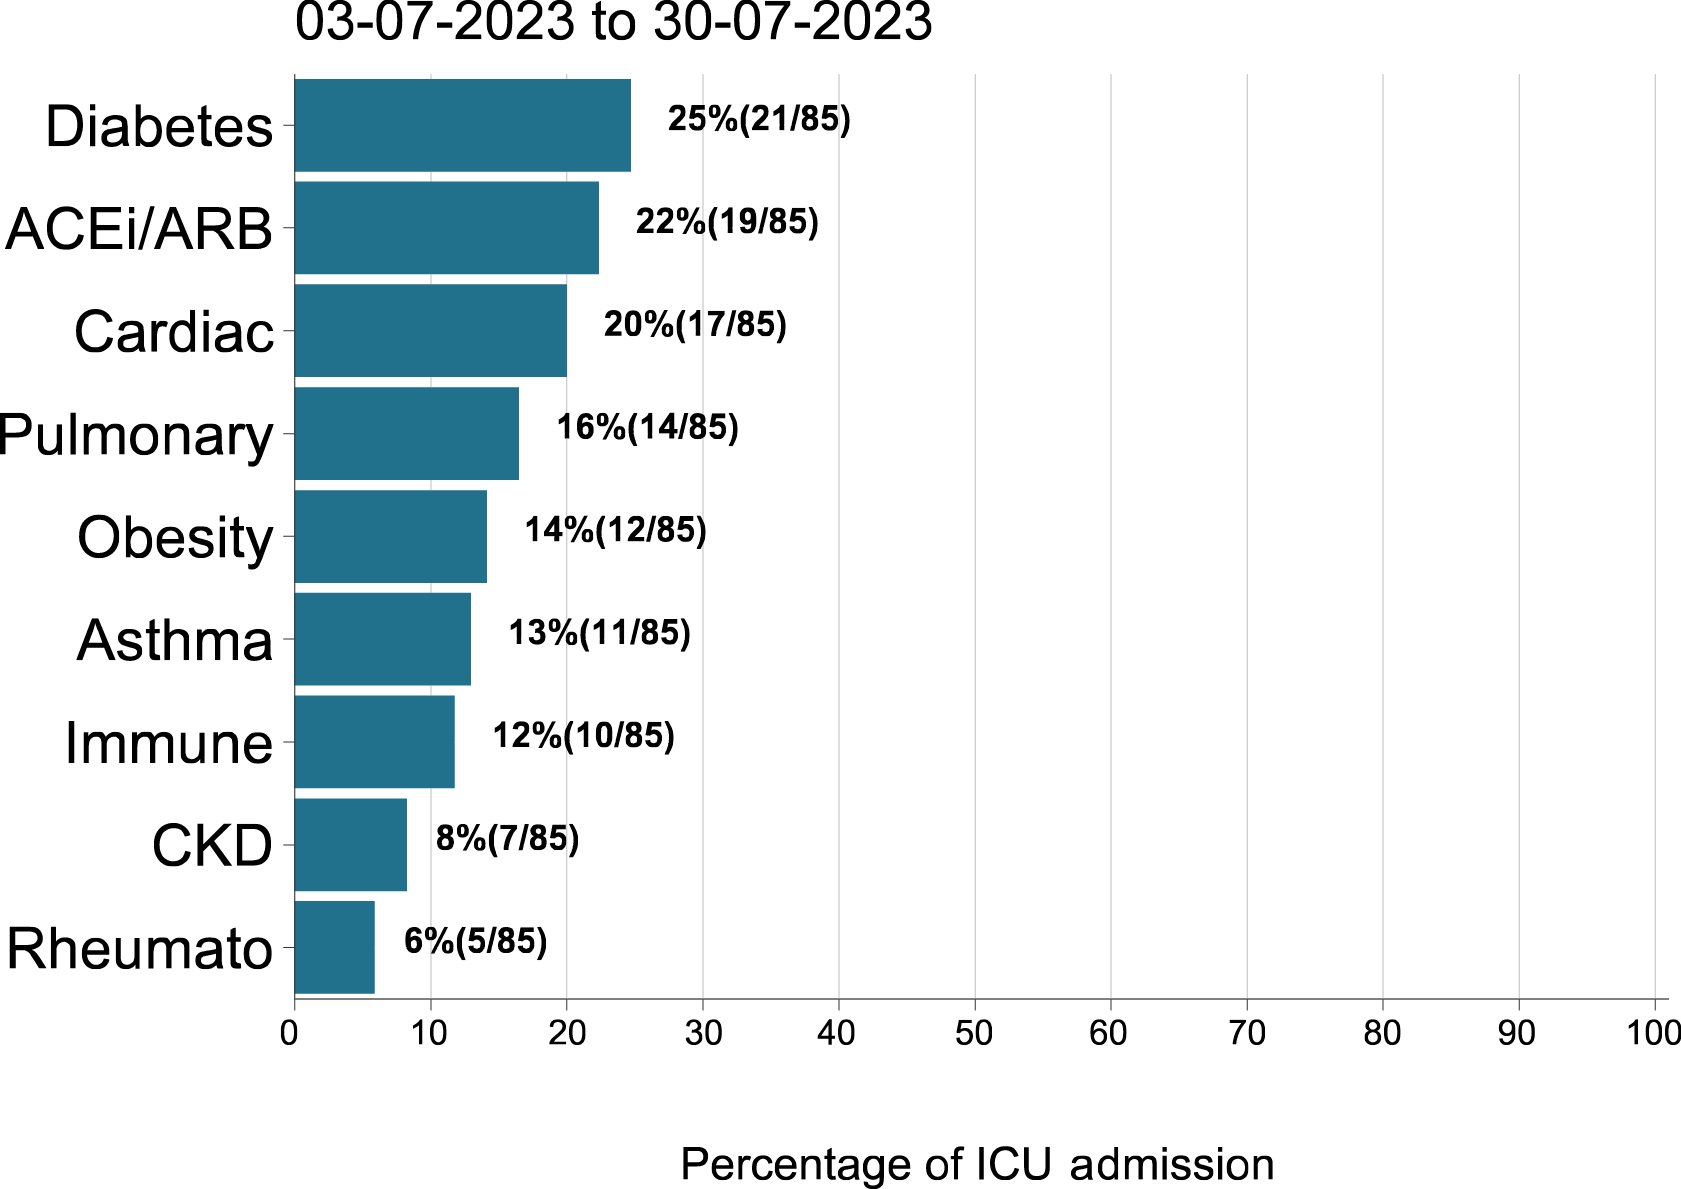 03-07-2023 to 30-07-2023
Diabetes 25%(21/85)
ACEi/ARB 22%(19/85)
Cardiac 20%(17/85)
Pulmonary 16%(14/85)
Obesity 14%(12/85)
Asthma 13%(11/85)
Immune 12%(10/85)
CKD 8%(7/85)
Rheumato 6%(5/85)
0 10 20 30 40 50 60 70 80 90 100
Percentage of ICU admission